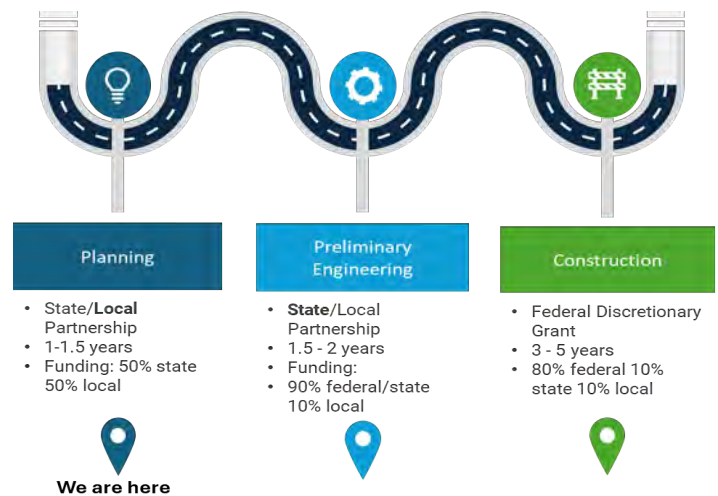 Planning
• State/Local
Partnership
• 1-1.5 years
• Funding: 50% state
50% local
We are here
Preliminary
Engineering
• State/Local
Partnership
• 1.5 - 2 years
• Funding:
90% federal/state
10% local
Construction
• Federal Discretionary
Grant
• 3 - 5 years
• 80% federal 10%
state 10% local